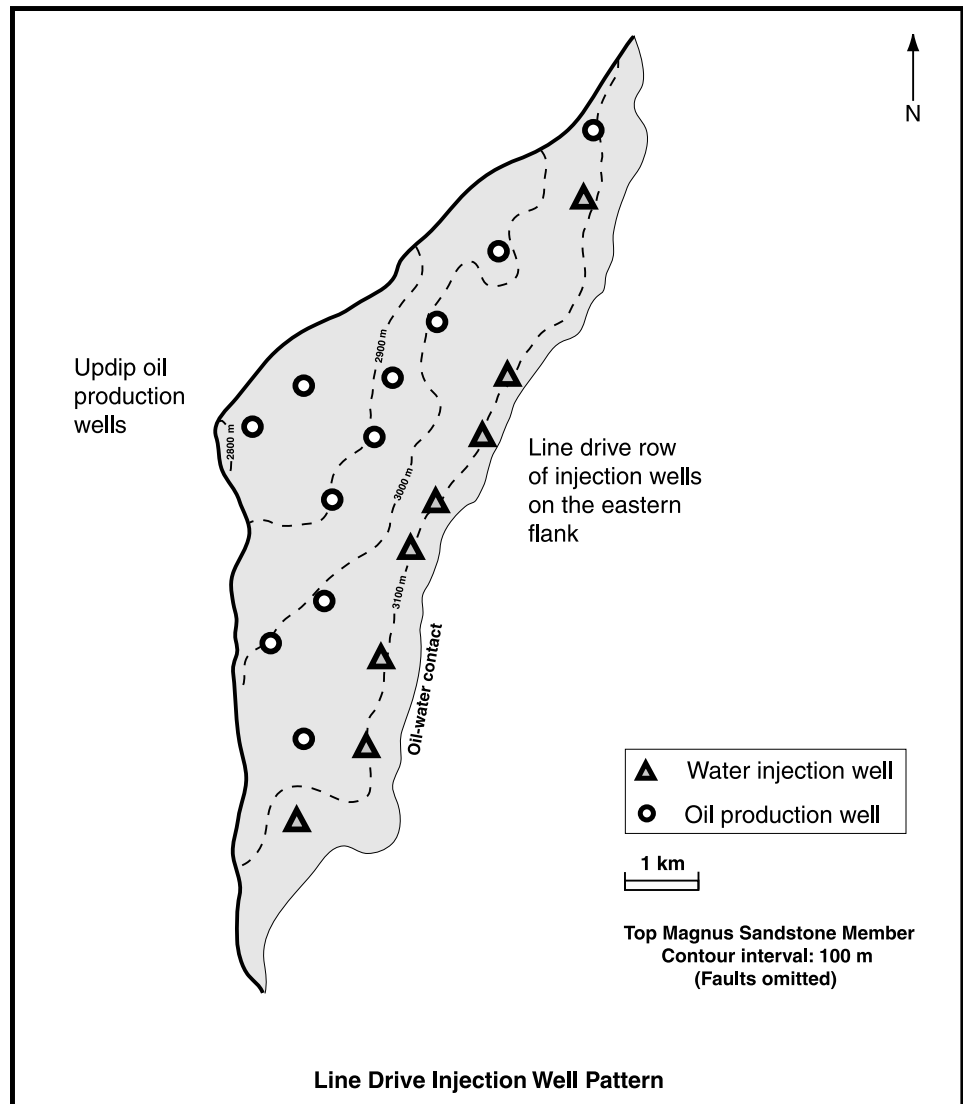 N
2900 m
Updip oil
production
wells
2800 m
Line drive row
of injection wells
on the eastern
flank
3000 m
3100 m
Oil-water contact
Water injection well
Oil production well
1 km
Top Magnus Sandstone Member
Contour interval: 100 m
(Faults omitted)
Line Drive Injection Well Pattern